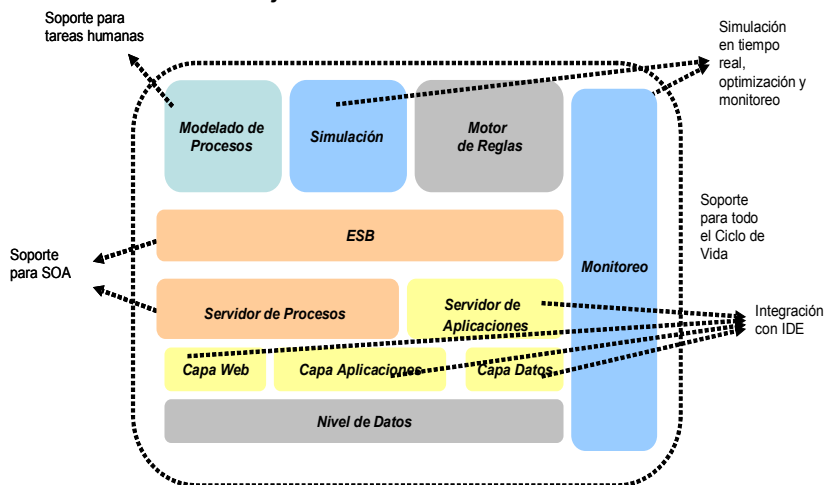 Soporte para
tareas humanas
Simulación
en tiempo
real,
optimización y
monitoreo
Modelado de
Procesos
Simulación
Motor
de Reglas
Soporte
para todo
el Ciclo de
Vida
ESB
Soporte
para SOA
Monitoreo
Servidor de Procesos
Servidor de
Aplicaciones
Integración
con IDE
Capa Web
Capa Aplicaciones
Capa Datos
Nivel de Datos